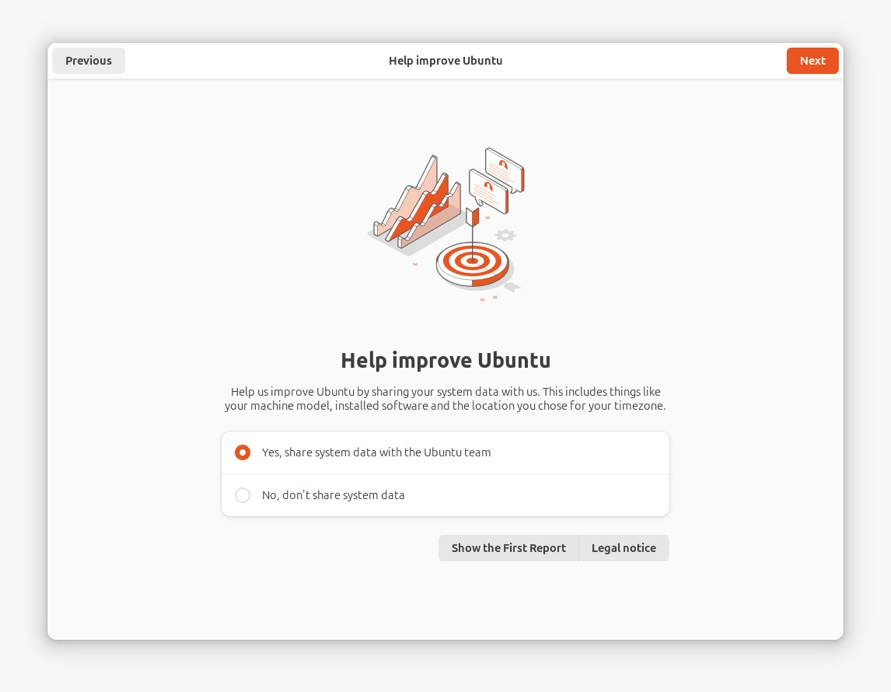 Previous
Help improve Ubuntu
Next
Help improve Ubuntu
Help us improve Ubuntu by sharing your system data with us. This includes things like
your machine model, installed software and the location you chose for your timezone.
Yes, share system data with the Ubuntu team
No, don't share system data
Show the First Report
Legal notice